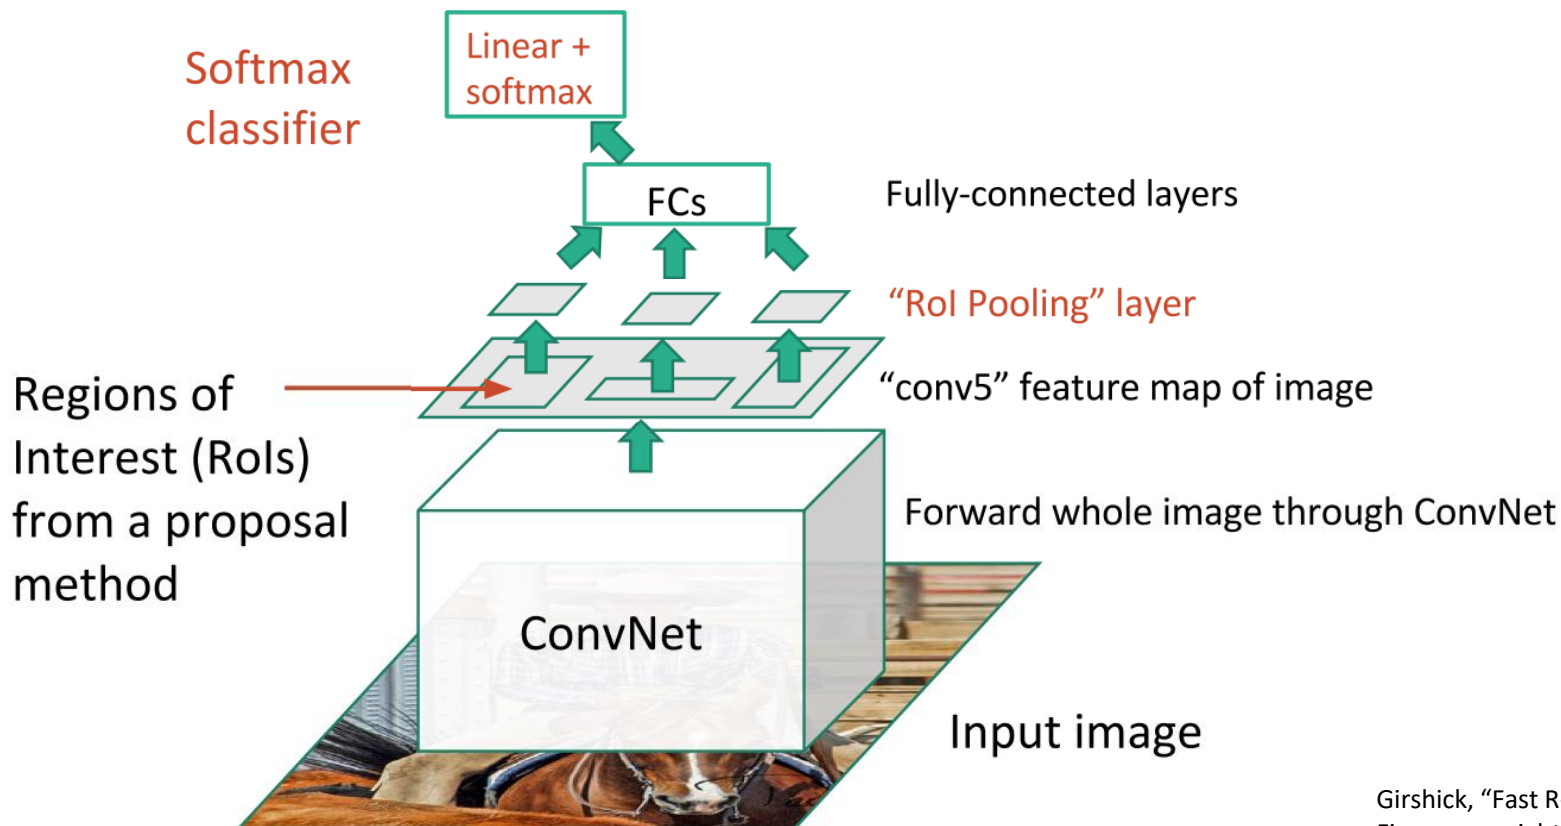 Linear +
softmax
Softmax
classifier
FCs
Fully-connected layers
“RoI Pooling” layer
Regions of
Interest (RoIs)
from a proposal
method
“conv5” feature map of image
Forward whole image through ConvNet
ConvNet
Input image
Girshick, “Fast R